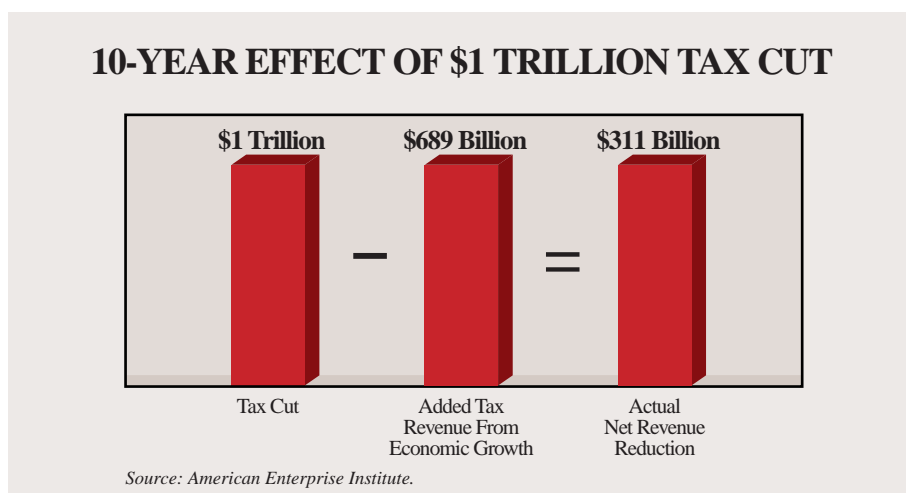 10-YEAR EFFECT OF $1 TRILLION TAX CUT
$1 Trillion
$689 Billion
$311 Billion
–
=
Tax Cut
Added Tax
Revenue From
Economic Growth
Actual
Net Revenue
Reduction
Source: American Enterprise Institute.